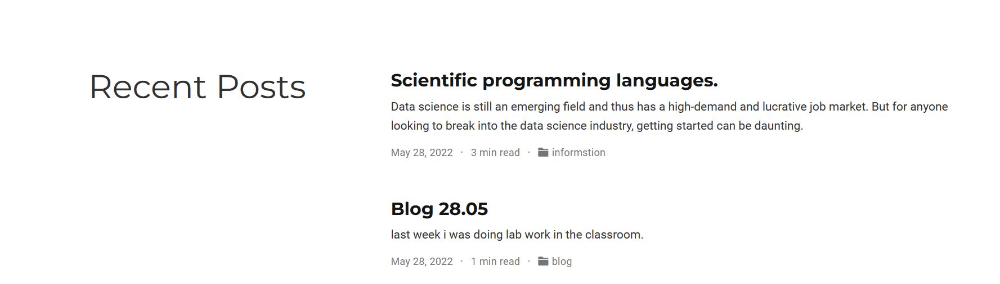 Recent Posts
Scientific programming languages.
Data science is still an emerging field and thus has a high-demand and lucrative job market. But for anyone
looking to break into the data science industry, getting started can be daunting.
May 28, 2022 · 3 min read · informstion
Blog 28.05
last week i was doing lab work in the classroom.
May 28, 2022 · 1 min read · blog